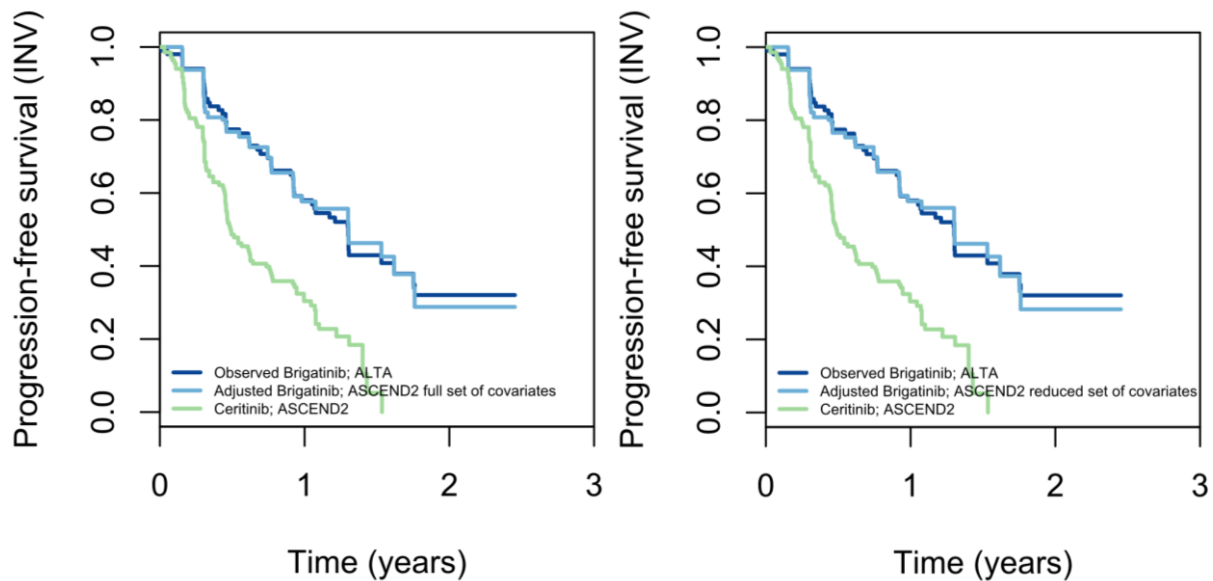 Progression-free survival (INV)
1.0
0.8
0.6
0.4
0.2
0.0
Observed Brigatinib; ALTA
Adjusted Brigatinib; ASCEND2 full set of covariates
Ceritinib; ASCEND2
0
1
2
3
Time (years)
Progression-free survival (INV)
1.0
0.8
0.6
0.4
0.2
0.0
Observed Brigatinib; ALTA
Adjusted Brigatinib; ASCEND2 reduced set of covariates
Ceritinib; ASCEND2
0
1
2
3
Time (years)